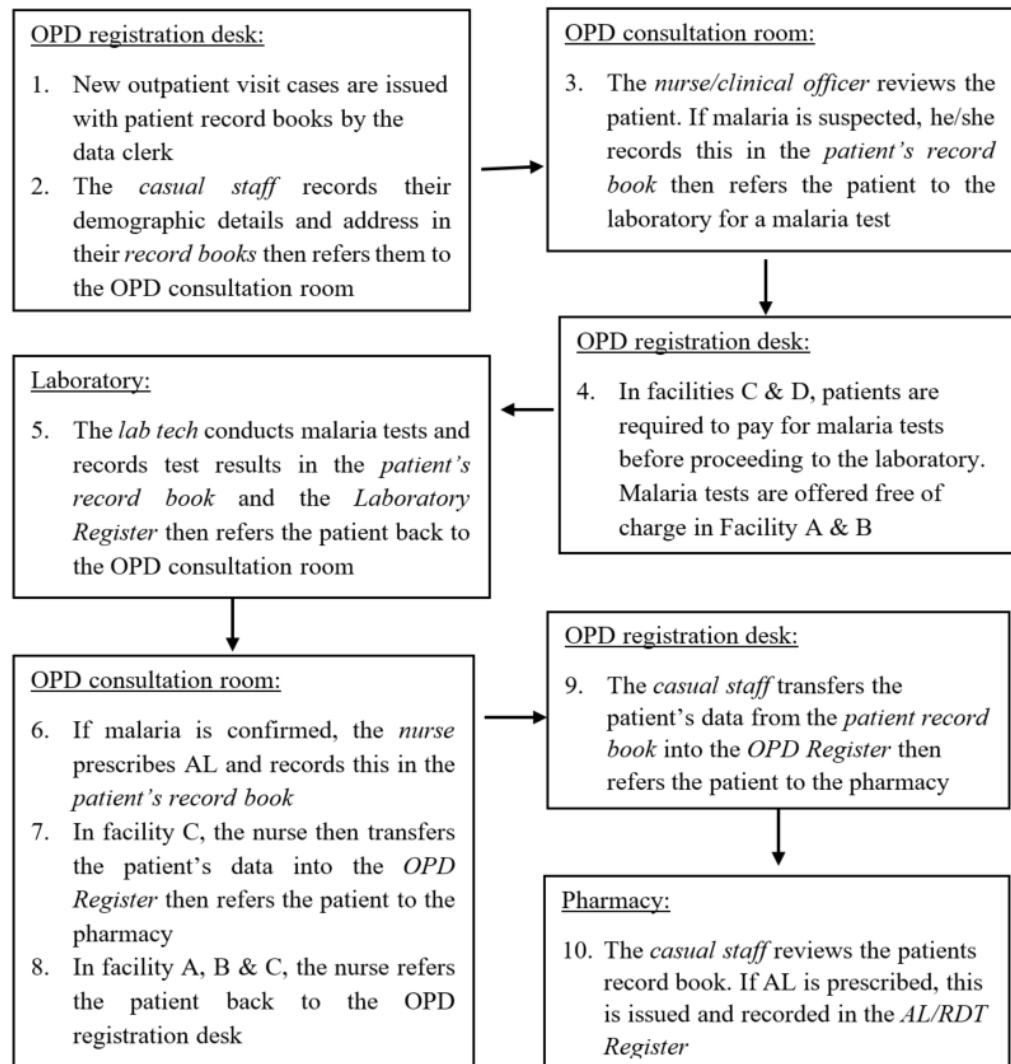 OPD registration desk:
1. New outpatient visit cases are issued
with patient record books by the
data clerk
2. The casual staff records their
demographic details and address in
their record books then refers them to
the OPD consultation room
OPD consultation room:
3. The nurse/clinical officer reviews the
patient. If malaria is suspected, he/she
records this in the patient's record
book then refers the patient to the
laboratory for a malaria test
OPD registration desk:
4. In facilities C & D, patients are
required to pay for malaria tests
before proceeding to the laboratory.
Malaria tests are offered free of
charge in Facility A & B
Laboratory:
5. The lab tech conducts malaria tests and
records test results in the patient's
record book and the Laboratory
Register then refers the patient back to
the OPD consultation room
OPD consultation room:
6. If malaria is confirmed, the nurse
prescribes AL and records this in the
patient's record book
7. In facility C, the nurse then transfers
the patient's data into the OPD
Register then refers the patient to the
pharmacy
8. In facility A, B & C, the nurse refers
the patient back to the OPD
registration desk
OPD registration desk:
9. The casual staff transfers the
patient's data from the patient record
book into the OPD Register then
refers the patient to the pharmacy
Pharmacy:
10. The casual staff reviews the patients
record book. If AL is prescribed, this
is issued and recorded in the AL/RDT
Register